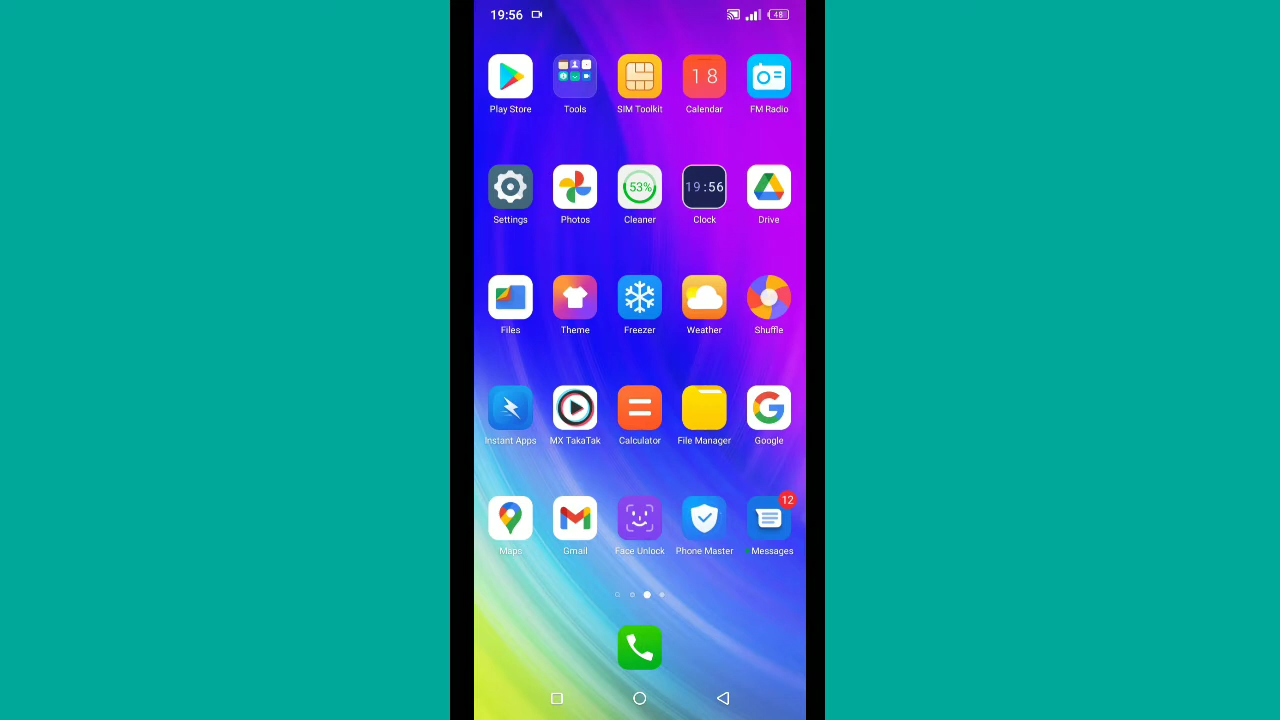 19:56 48
18
Play Store Tools SIM Toolkit Calendar FM Radio
53% 19:56
Settings Photos Cleaner Clock Drive
Files Theme Freezer Weather Shuffle
Instant Apps MX TakaTak Calculator File Manager Google
12
Maps Gmail Face Unlock Phone Master Messages